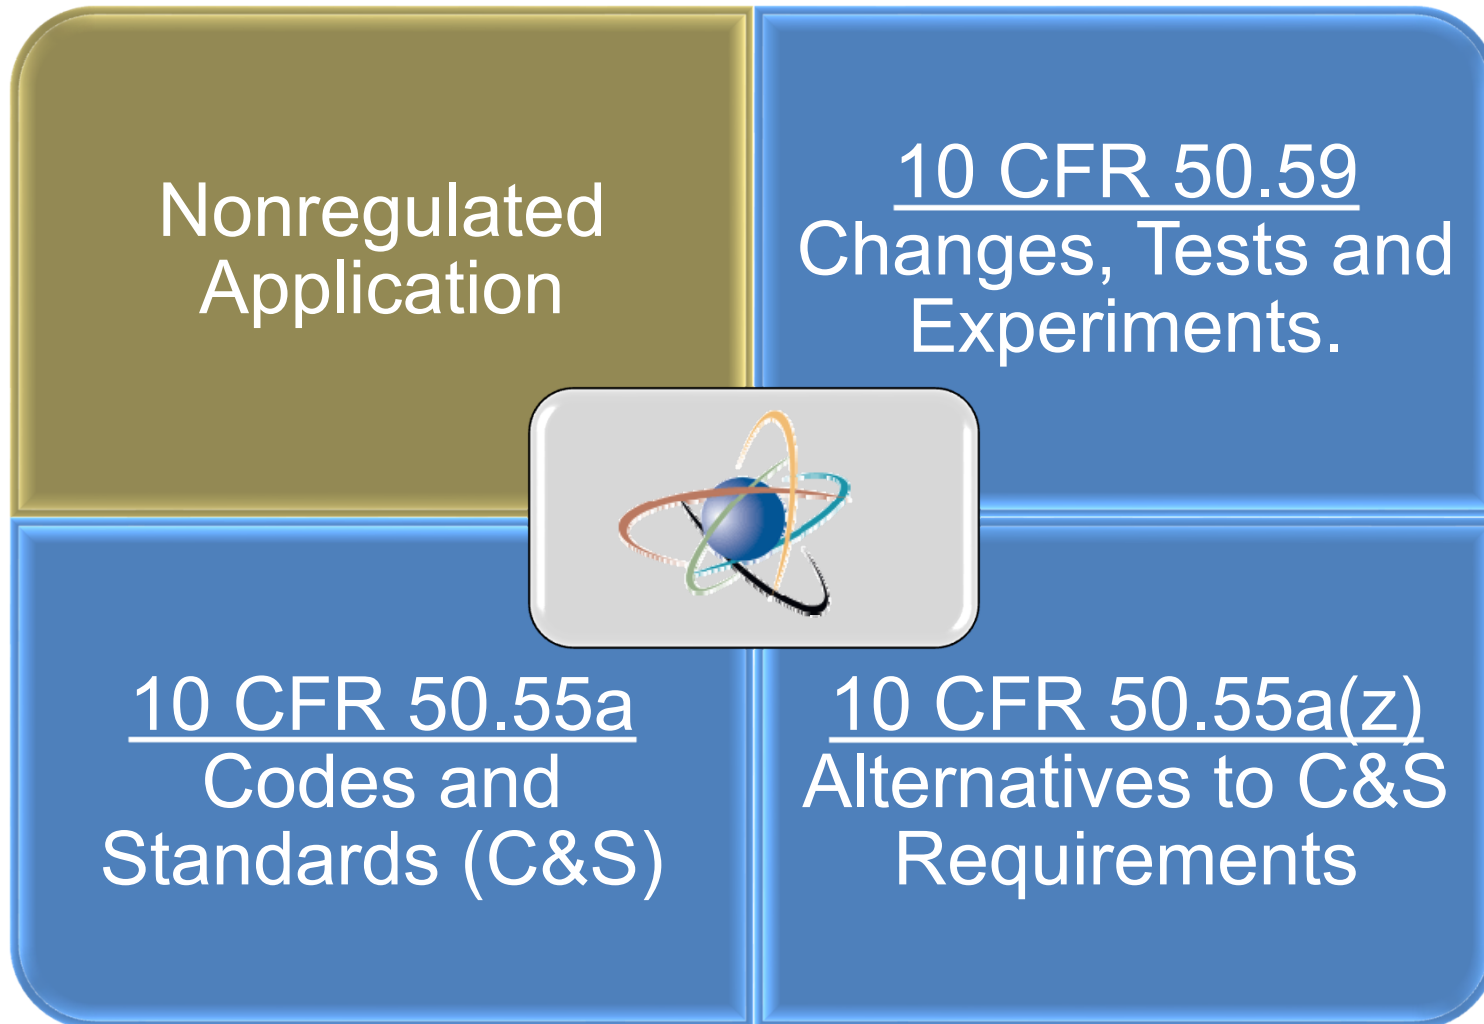 Nonregulated
Application
10 CFR 50.59
Changes, Tests and
Experiments.
10 CFR 50.55a
Codes and
Standards (C&S)
10 CFR 50.55a(z)
Alternatives to C&S
Requirements